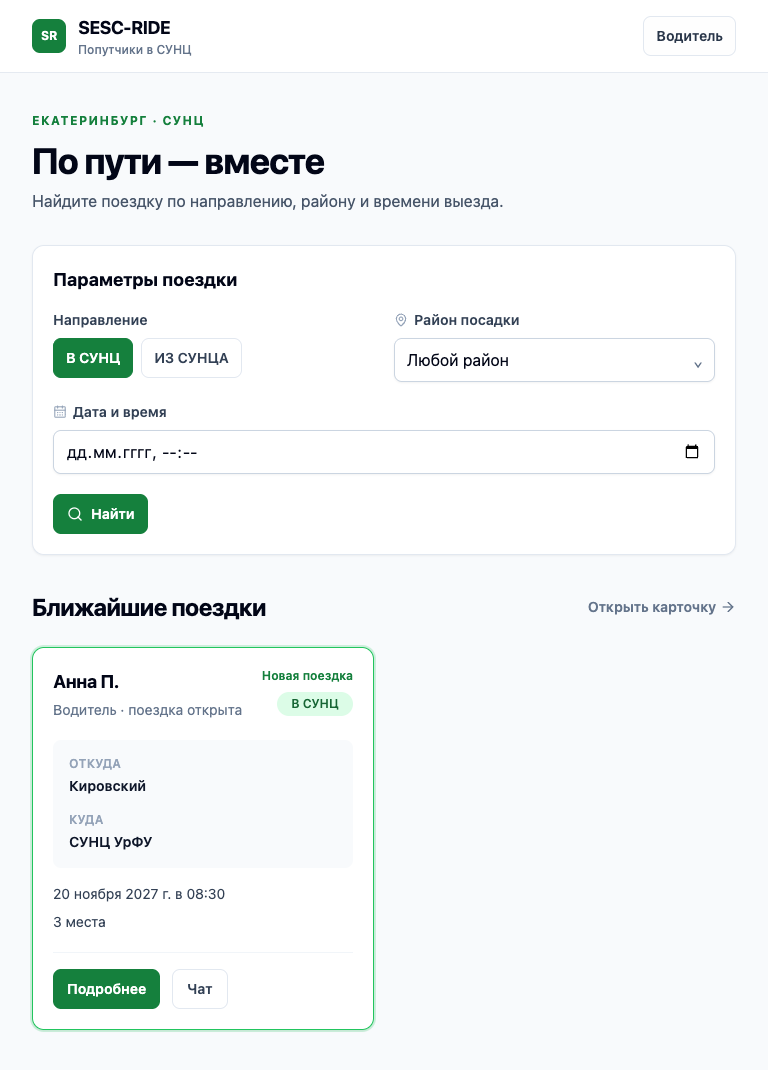 SR
SESC-RIDE
Попутчики в СУНЦ
Водитель
ЕКАТЕРИНБУРГ · СУНЦ
По пути — вместе
Найдите поездку по направлению, району и времени выезда.
Параметры поездки
Направление
В СУНЦ
ИЗ СУНЦА
Район посадки
Любой район
Дата и время
дд.мм.гггг, --:--
Найти
Ближайшие поездки
Открыть карточку →
Анна П.
Новая поездка
Водитель · поездка открыта
В СУНЦ
ОТКУДА
Кировский
КУДА
СУНЦ УрФУ
20 ноября 2027 г. в 08:30
3 места
Подробнее
Чат